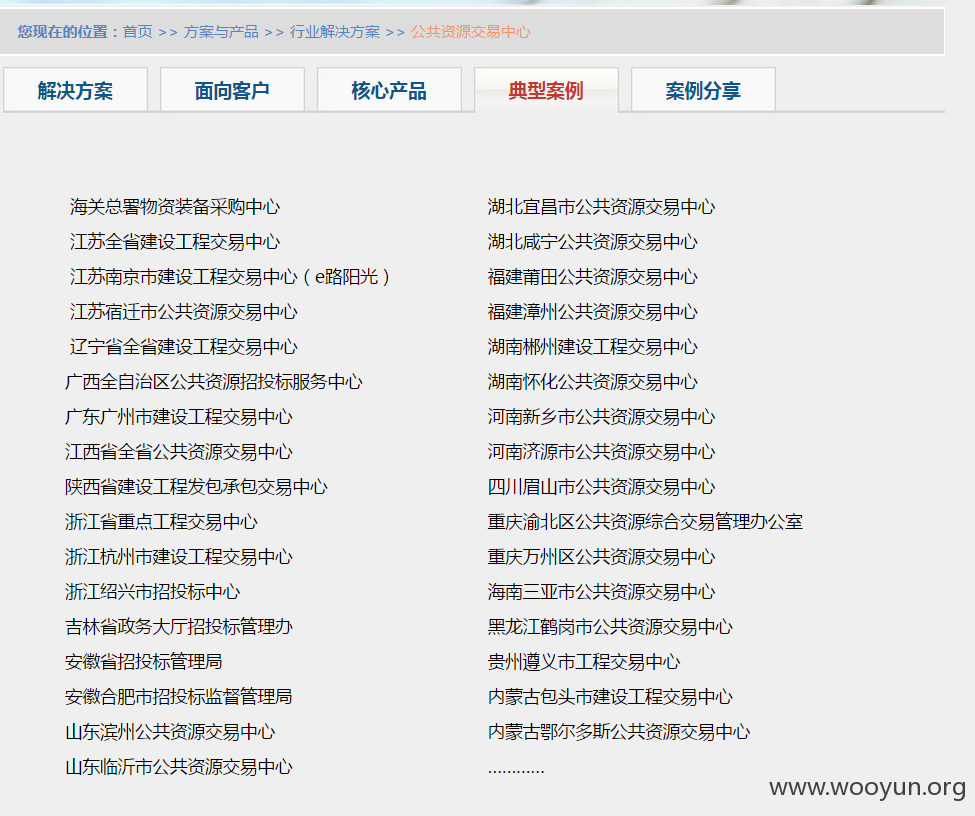 您现在的位置：首页 >> 方案与产品 >> 行业解决方案 >> 公共资源交易中心
解决方案 面向客户 核心产品 典型案例 案例分享
海关总署物资装备采购中心
江苏全省建设工程交易中心
江苏南京市建设工程交易中心（e路阳光）
江苏宿迁市公共资源交易中心
辽宁省全省建设工程交易中心
广西全自治区公共资源招投标服务中心
广东广州市建设工程交易中心
江西省全省公共资源交易中心
陕西省建设工程发包承包交易中心
浙江省重点工程交易中心
浙江杭州市建设工程交易中心
浙江绍兴市招投标中心
吉林省政务大厅招投标管理办
安徽省招投标管理局
安徽合肥市招投标监督管理局
山东滨州公共资源交易中心
山东临沂市公共资源交易中心
湖北宜昌市公共资源交易中心
湖北咸宁公共资源交易中心
福建莆田公共资源交易中心
福建漳州公共资源交易中心
湖南郴州建设工程交易中心
湖南怀化公共资源交易中心
河南新乡市公共资源交易中心
河南济源市公共资源交易中心
四川眉山市公共资源交易中心
重庆渝北区公共资源综合交易管理办公室
重庆万州区公共资源交易中心
海南三亚市公共资源交易中心
黑龙江鹤岗市公共资源交易中心
贵州遵义市工程交易中心
内蒙古包头市建设工程交易中心
内蒙古鄂尔多斯公共资源交易中心
…………
www.wooyun.org